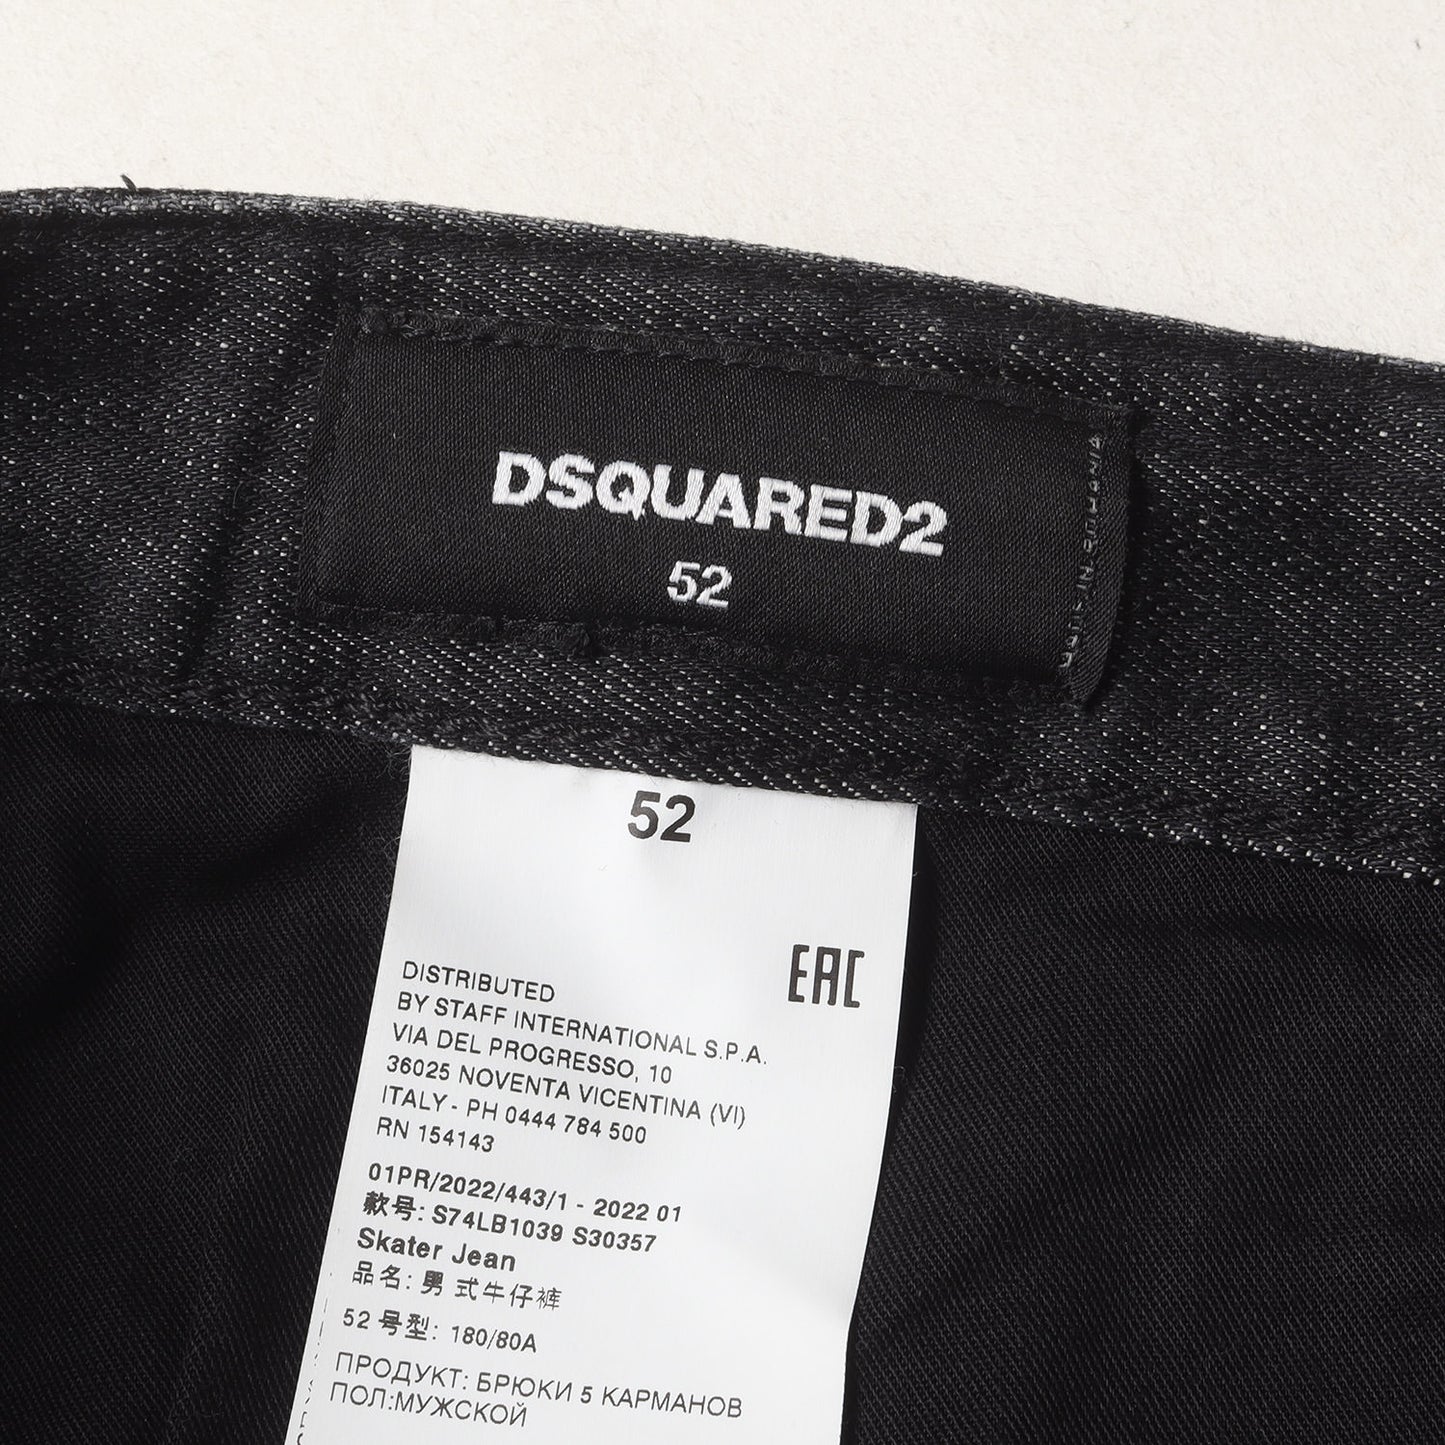 DSQUARED2
52
52
EAC
DISTRIBUTED
BY STAFF INTERNATIONAL S.P.A.
VIA DEL PROGRESSO, 10
36025 NOVENTA VICENTINA (VI)
ITALY - PH 0444 784 500
RN 154143
01PR/2022/443/1 - 2022 01
款号: S74LB1039 S30357
Skater Jean
品名: 男式牛仔裤
52 号型: 180/80A
ПРОДУКТ: БРЮКИ 5 КАРМАНОВ
ПОЛ:МУЖСКОЙ